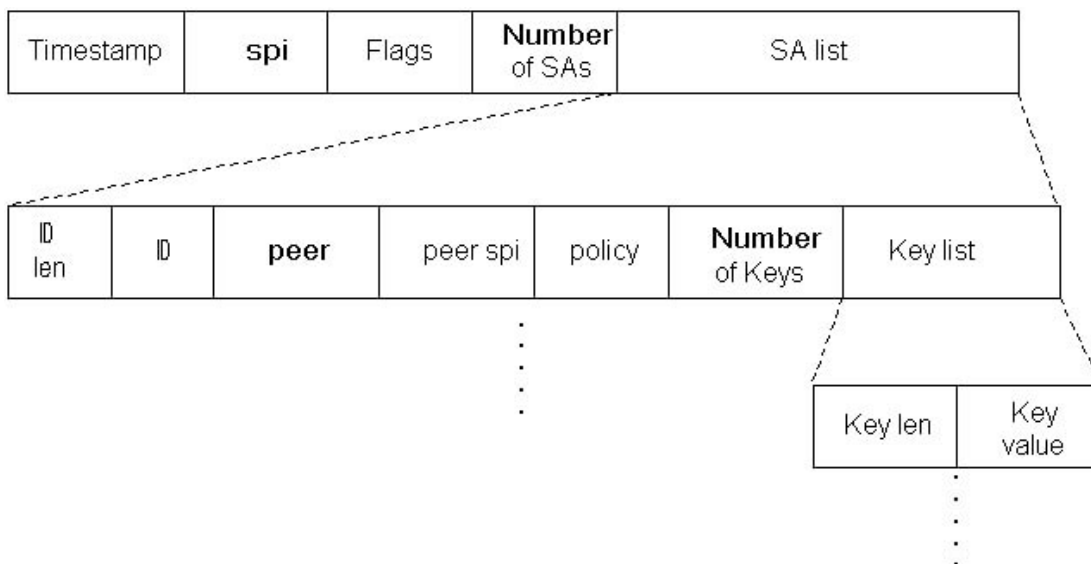 Timestamp
spi
Flags
Number
of SAs
SA list
ID
len
ID
peer
peer spi
policy
Number
of Keys
Key list
Key len
Key
value